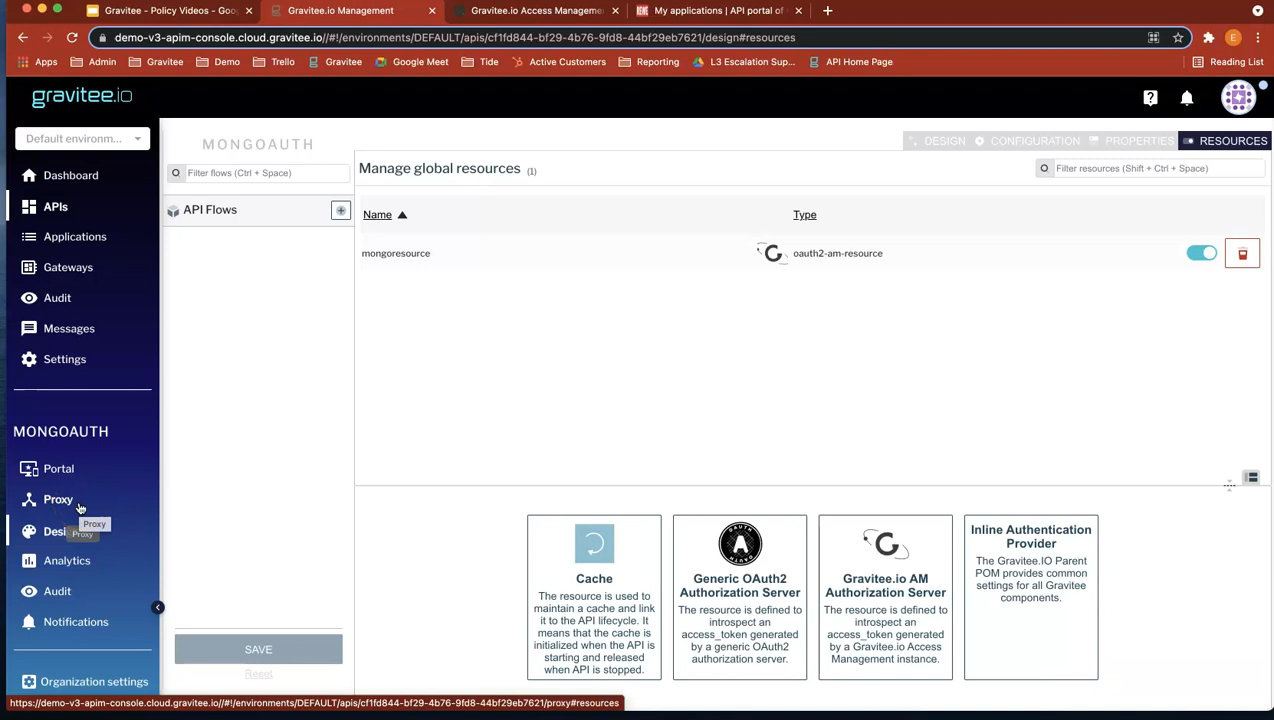 Gravitee - Policy Videos - Goo
Gravitee.io Management
Gravitee.io Access Manageme
My applications | API portal of
demo-v3-apim-console.cloud.gravitee.io//#!/environments/DEFAULT/apis/cf1fd844-bf29-4b76-9fd8-44bf29eb7621/design#resources
E
Apps
Admin
Gravitee
Demo
Trello
Gravitee
Google Meet
Tide
Active Customers
Reporting
L3 Escalation Sup...
API Home Page
Reading List
gravitee.io
Default environm...
MONGOAUTH
DESIGN
CONFIGURATION
PROPERTIES
RESOURCES
Filter flows (Ctrl + Space)
Manage global resources (1)
Filter resources (Shift + Ctrl + Space)
Dashboard
APIs
Applications
Gateways
Audit
Messages
Settings
API Flows
Name
Type
mongoresource
oauth2-am-resource
MONGOAUTH
Portal
Proxy
Desi
Proxy
Proxy
Analytics
Audit
Notifications
Organization settings
SAVE
Reset
Cache
The resource is used to
maintain a cache and link
it to the API lifecycle. It
means that the cache is
initialized when the API is
starting and released
when API is stopped.
Generic OAuth2
Authorization Server
The resource is defined to
introspect an
access_token generated
by a generic OAuth2
authorization server.
Gravitee.io AM
Authorization Server
The resource is defined to
introspect an
access_token generated
by a Gravitee.io Access
Management instance.
Inline Authentication
Provider
The Gravitee.IO Parent
POM provides common
settings for all Gravitee
components.
https://demo-v3-apim-console.cloud.gravitee.io//#!/environments/DEFAULT/apis/cf1fd844-bf29-4b76-9fd8-44bf29eb7621/proxy#resources